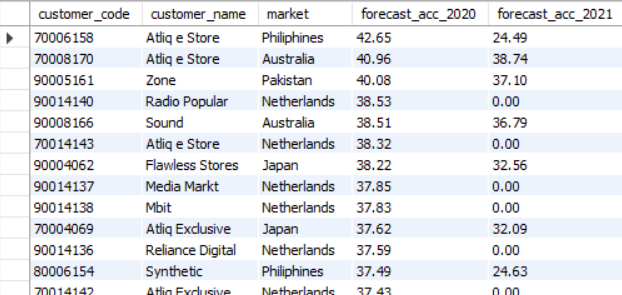 customer_code customer_name market forecast_acc_2020 forecast_acc_2021
70006158 Atliq e Store Philiphines 42.65 24.49
70008170 Atliq e Store Australia 40.96 38.74
90005161 Zone Pakistan 40.08 37.10
90014140 Radio Popular Netherlands 38.53 0.00
90008166 Sound Australia 38.51 36.79
70014143 Atliq e Store Netherlands 38.32 0.00
90004062 Flawless Stores Japan 38.22 32.56
90014137 Media Markt Netherlands 37.85 0.00
90014138 Mbit Netherlands 37.83 0.00
70004069 Atliq Exclusive Japan 37.62 32.09
90014136 Reliance Digital Netherlands 37.59 0.00
80006154 Synthetic Philiphines 37.49 24.63
70014142 Atliq Exclusive Netherlands 37.43 0.00